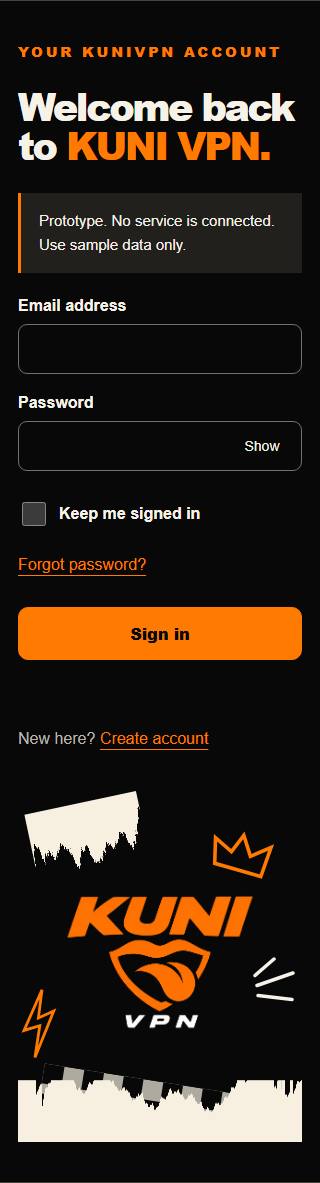 YOUR KUNIVPN ACCOUNT
Welcome back
to KUNI VPN.
Prototype. No service is connected.
Use sample data only.
Email address
Password
Show
Keep me signed in
Forgot password?
Sign in
New here? Create account
KUNI
VPN